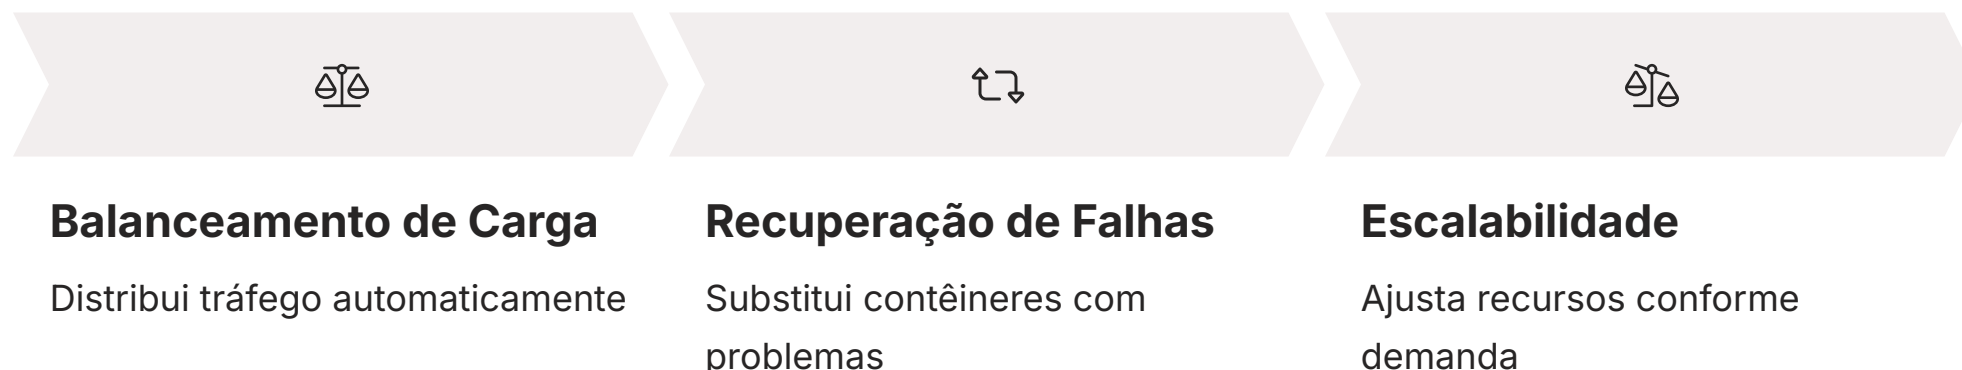 Balanceamento de Carga
Distribui tráfego automaticamente
Recuperação de Falhas
Substitui contêineres com
problemas
Escalabilidade
Ajusta recursos conforme
demanda